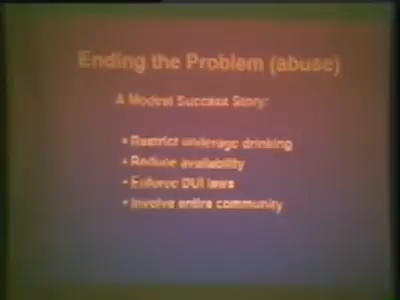 Ending the Problem (abuse)
A Modest Success Story:
• Restrict underage drinking
• Reduce availability
• Enforce DUI laws
• Involve entire community